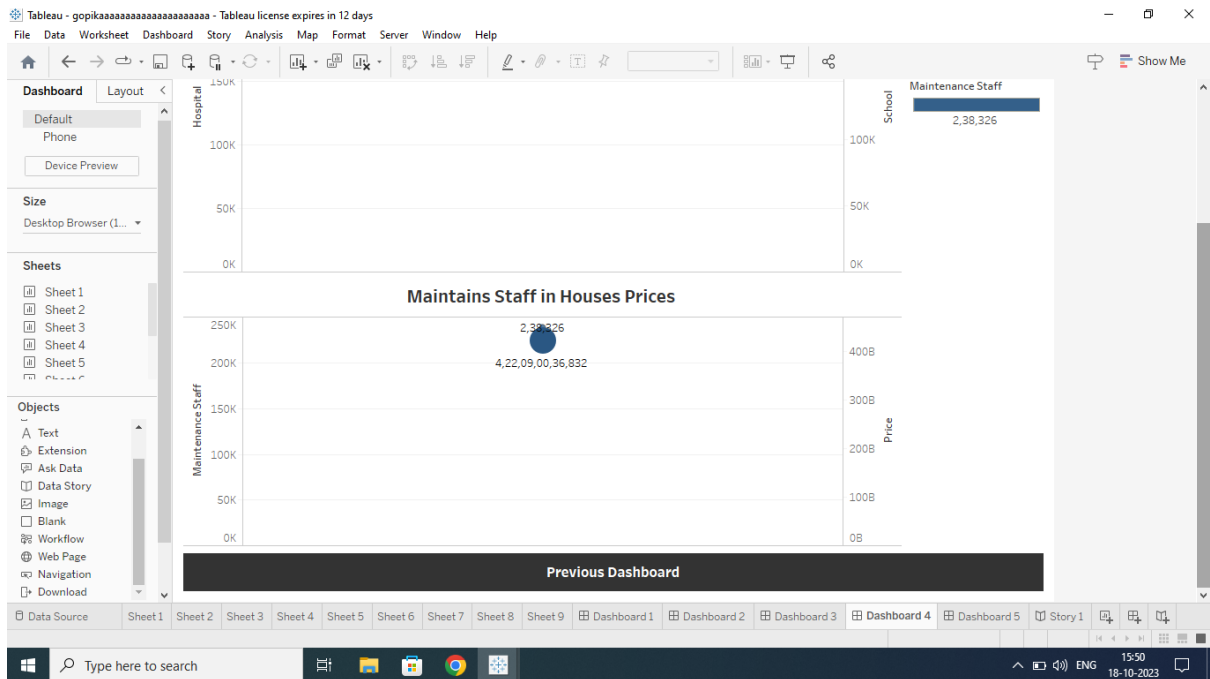 Tableau - gopikaaaaaaaaaaaaaaaaaaaaaa - Tableau license expires in 12 days
File Data Worksheet Dashboard Story Analysis Map Format Server Window Help
Show Me
Dashboard Layout
Default
Phone
Device Preview
Size
Desktop Browser (1...
Sheets
Sheet 1
Sheet 2
Sheet 3
Sheet 4
Sheet 5
Objects
Text
Extension
Ask Data
Data Story
Image
Blank
Workflow
Web Page
Navigation
Download
Hospital
150K
100K
50K
0K
School
100K
50K
0K
Maintenance Staff
2,38,326
Maintains Staff in Houses Prices
Maintenance Staff
250K
200K
150K
100K
50K
0K
2,38,326
4,22,09,00,36,832
400B
300B
200B
100B
0B
Price
Previous Dashboard
Data Source Sheet 1 Sheet 2 Sheet 3 Sheet 4 Sheet 5 Sheet 6 Sheet 7 Sheet 8 Sheet 9 Dashboard 1 Dashboard 2 Dashboard 3 Dashboard 4 Dashboard 5 Story 1
Type here to search
ENG
15:50
18-10-2023